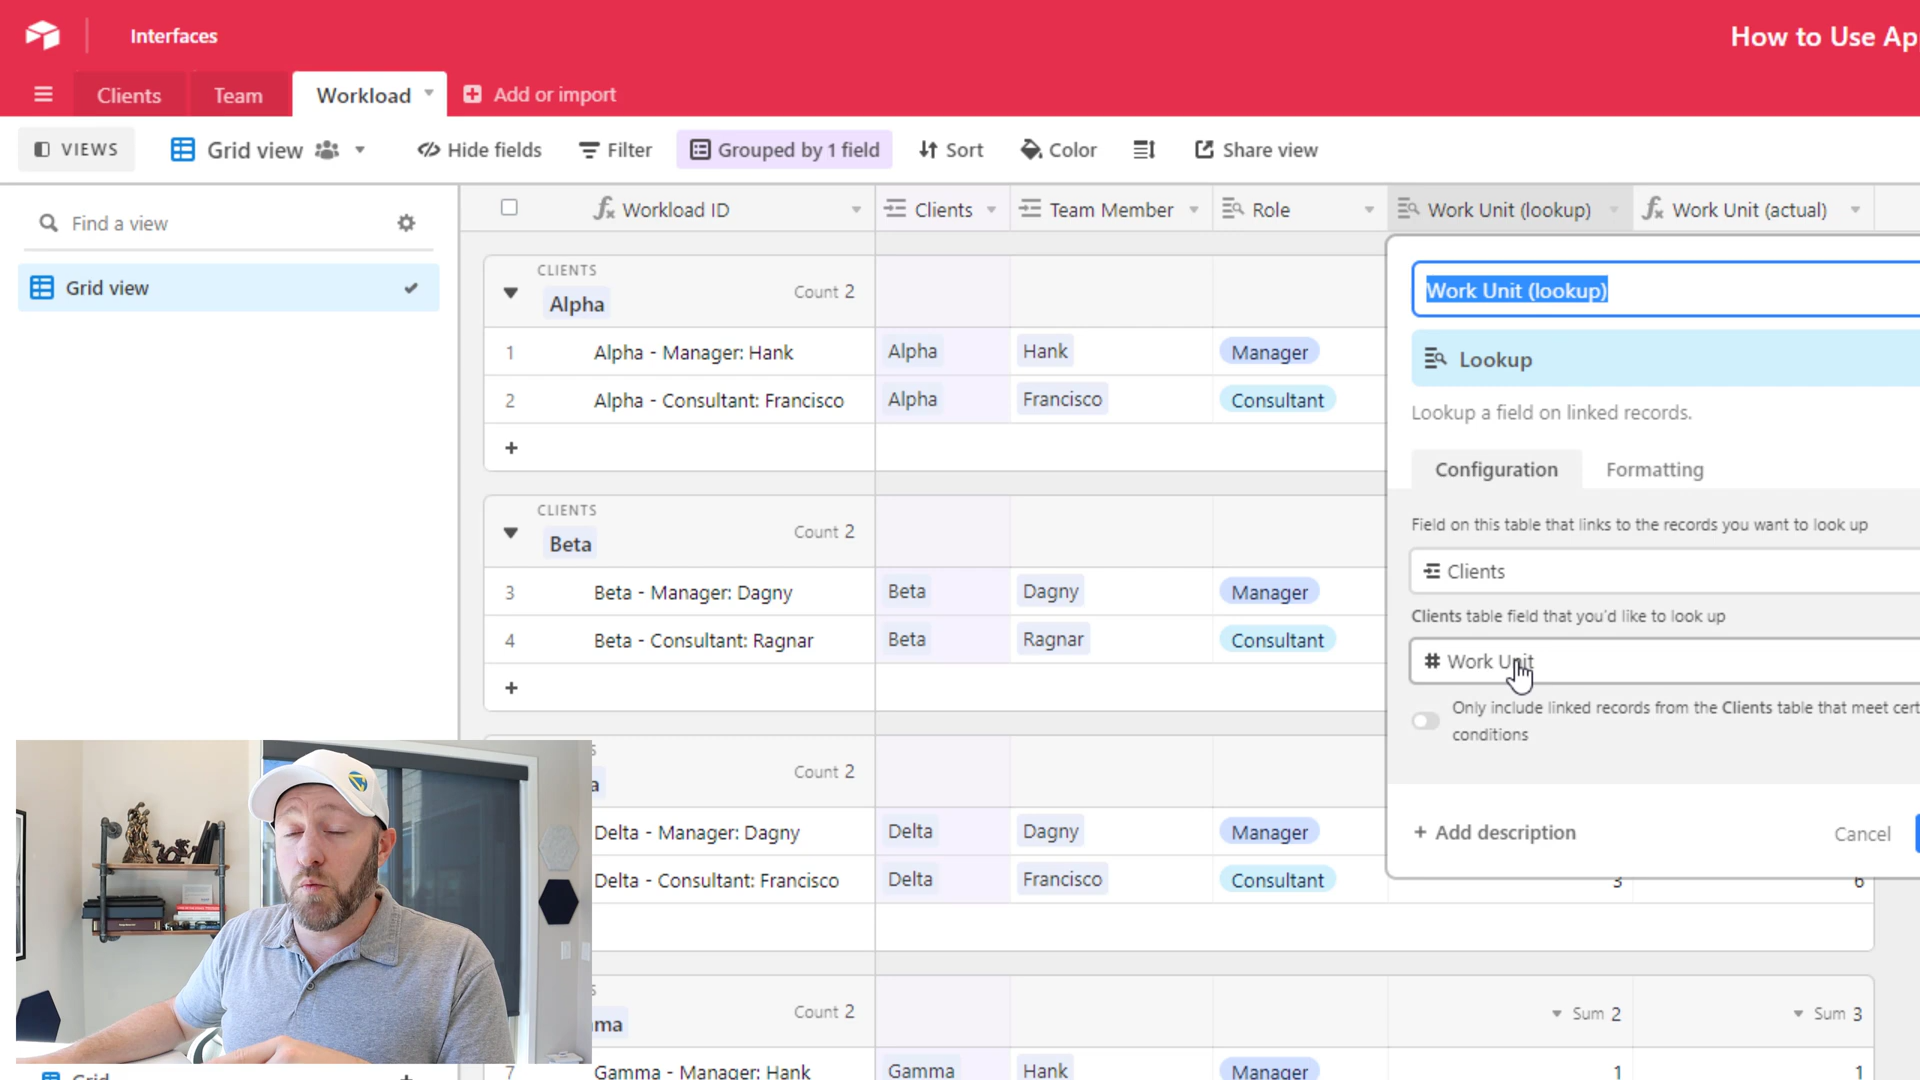 Interfaces
How to Use Ap
Clients
Team
Workload
Add or import
VIEWS
Grid view
Hide fields
Filter
Grouped by 1 field
Sort
Color
Share view
Find a view
Grid view
Workload ID
Clients
Team Member
Role
Work Unit (lookup)
Work Unit (actual)
CLIENTS
Alpha
Count 2
1 Alpha - Manager: Hank Alpha Hank Manager
2 Alpha - Consultant: Francisco Alpha Francisco Consultant
+
CLIENTS
Beta
Count 2
3 Beta - Manager: Dagny Beta Dagny Manager
4 Beta - Consultant: Ragnar Beta Ragnar Consultant
+
S
a
Count 2
Delta - Manager: Dagny Delta Dagny Manager
Delta - Consultant: Francisco Delta Francisco Consultant 3 6
S
ma
Count 2
Sum 2
Sum 3
7 Gamma - Manager: Hank Gamma Hank Manager 1 1
Work Unit (lookup)
Lookup
Lookup a field on linked records.
Configuration
Formatting
Field on this table that links to the records you want to look up
Clients
Clients table field that you'd like to look up
# Work Unit
Only include linked records from the Clients table that meet cert
conditions
+ Add description
Cancel
Grid
+